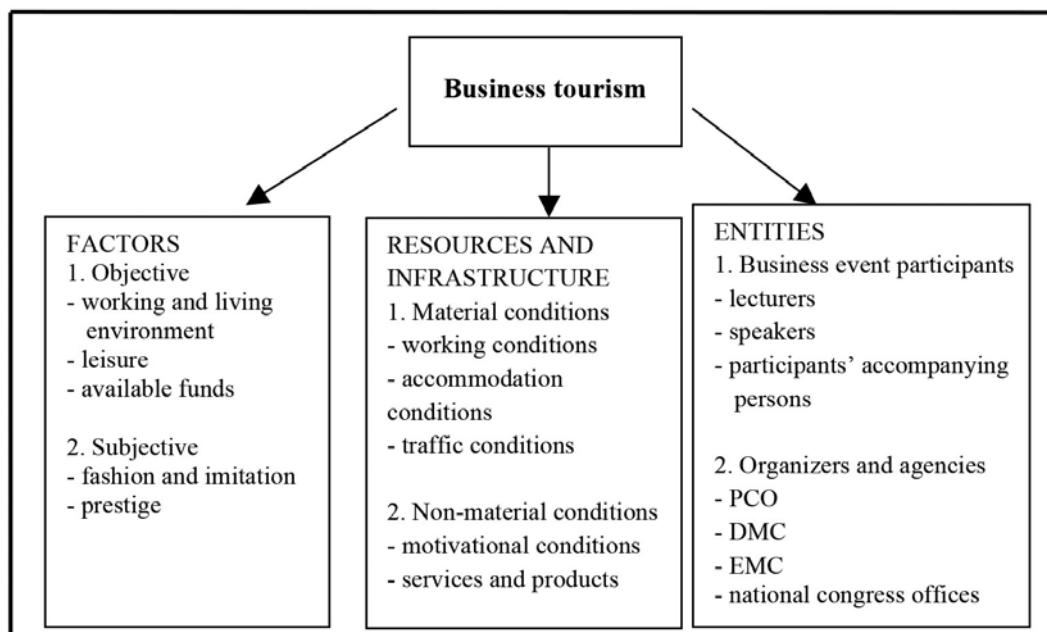 Business tourism
FACTORS
1. Objective
- working and living
environment
- leisure
- available funds
2. Subjective
- fashion and imitation
- prestige
RESOURCES AND
INFRASTRUCTURE
1. Material conditions
- working conditions
- accommodation
conditions
- traffic conditions
2. Non-material conditions
- motivational conditions
- services and products
ENTITIES
1. Business event participants
- lecturers
- speakers
- participants’ accompanying
persons
2. Organizers and agencies
- PCO
- DMC
- EMC
- national congress offices